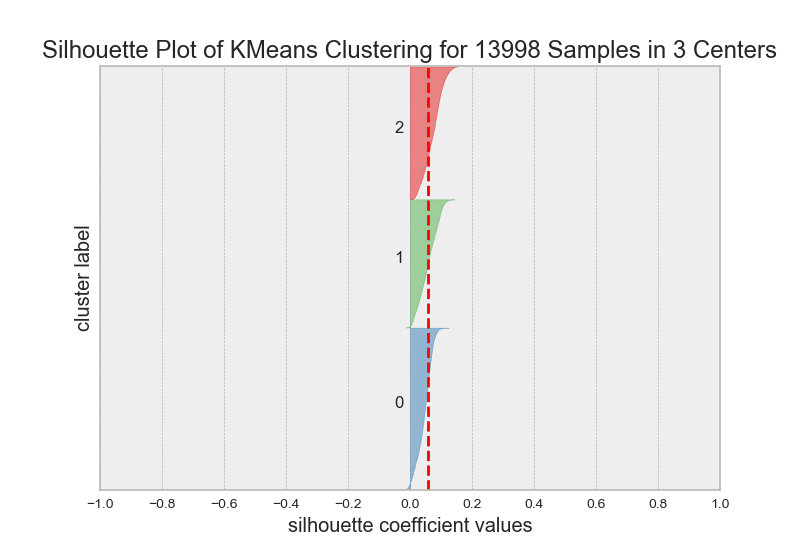 Silhouette Plot of KMeans Clustering for 13998 Samples in 3 Centers
cluster label
2
1
0
−1.0 −0.8 −0.6 −0.4 −0.2 0.0 0.2 0.4 0.6 0.8 1.0
silhouette coefficient values